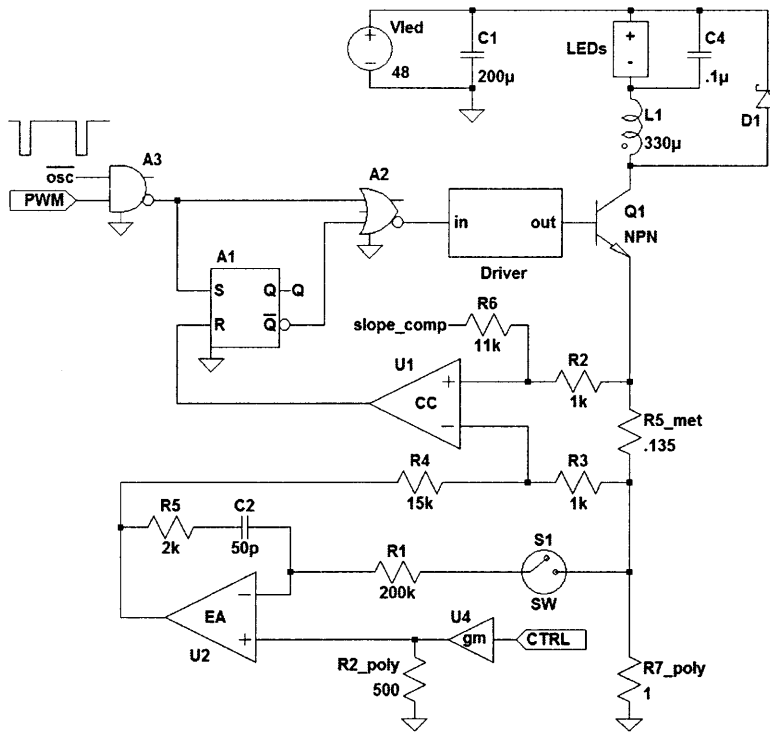 Vled
+
−
48
C1
200µ
LEDs
+
-
C4
.1µ
L1
330µ
D1
A3
osc
PWM
A2
in
out
Driver
Q1
NPN
A1
S
Q
Q
R
Q
slope_comp
R6
11k
U1
+
CC
−
R2
1k
R5_met
.135
R4
15k
R3
1k
R5
2k
C2
50p
R1
200k
S1
SW
−
EA
+
U2
U4
gm
CTRL
R2_poly
500
R7_poly
1